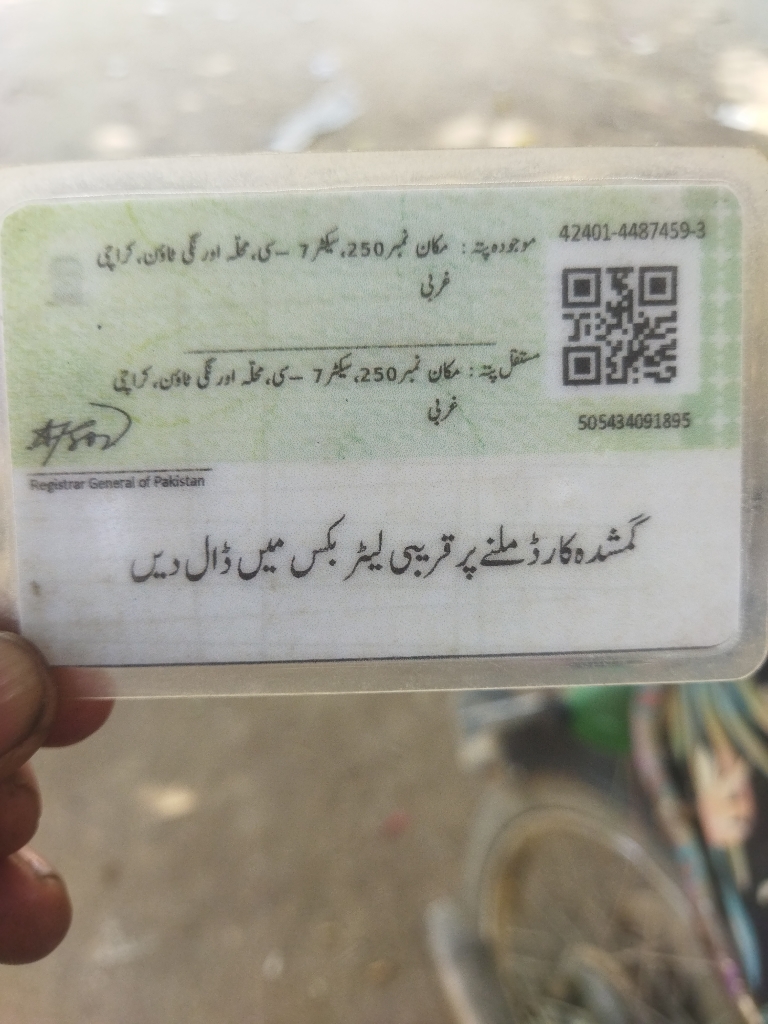 42401-4487459-3
موجودہ پتہ : مکان نمبر 250، سیکٹر 7 –سی، محلہ اورنگی ٹاؤن، کراچی
غربی
مستقل پتہ : مکان نمبر 250، سیکٹر 7 –سی، محلہ اورنگی ٹاؤن، کراچی
غربی
505434091895
Registrar General of Pakistan
گمشدہ کارڈ ملنے پر قریبی لیٹر بکس میں ڈال دیں